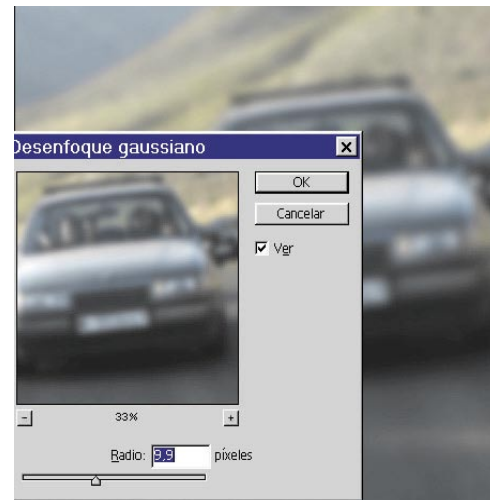 Desenfoque gaussiano
OK
Cancelar
Ver
33%
Radio: 9,9 píxeles